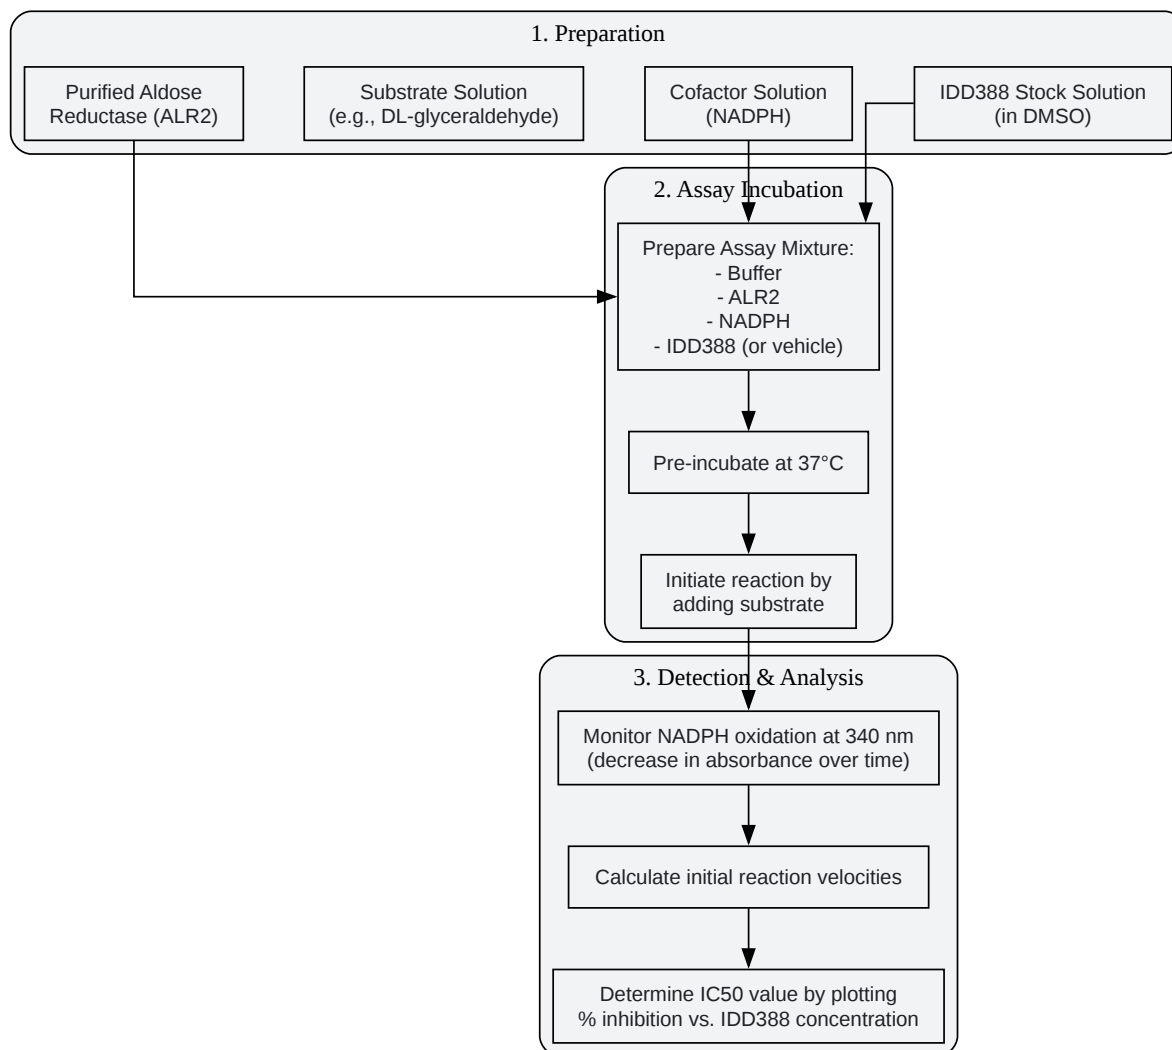 1. Preparation
Purified Aldose
Reductase (ALR2)
Substrate Solution
(e.g., DL-glyceraldehyde)
Cofactor Solution
(NADPH)
IDD388 Stock Solution
(in DMSO)
2. Assay Incubation
Prepare Assay Mixture:
- Buffer
- ALR2
- NADPH
- IDD388 (or vehicle)
Pre-incubate at 37°C
Initiate reaction by
adding substrate
3. Detection & Analysis
Monitor NADPH oxidation at 340 nm
(decrease in absorbance over time)
Calculate initial reaction velocities
Determine IC50 value by plotting
% inhibition vs. IDD388 concentration